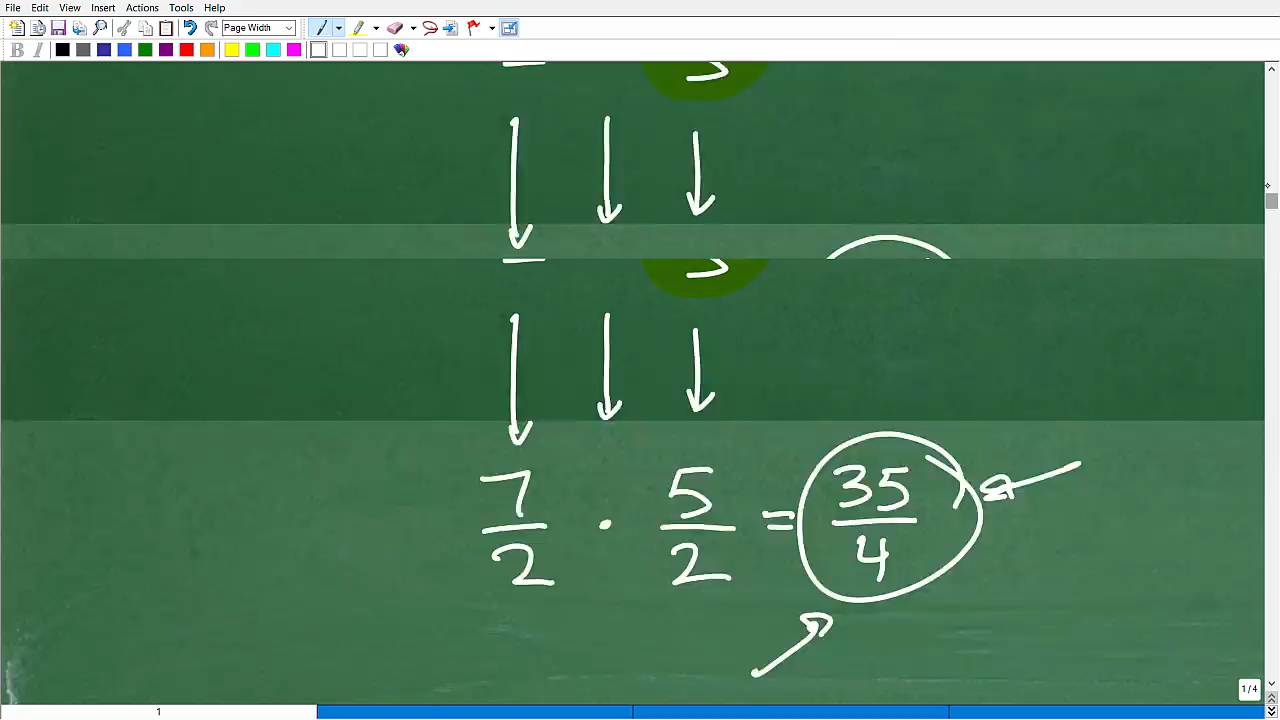 File Edit View Insert Actions Tools Help
Page Width
B I
7/2 · 5/2 = 35/4
1/4
1